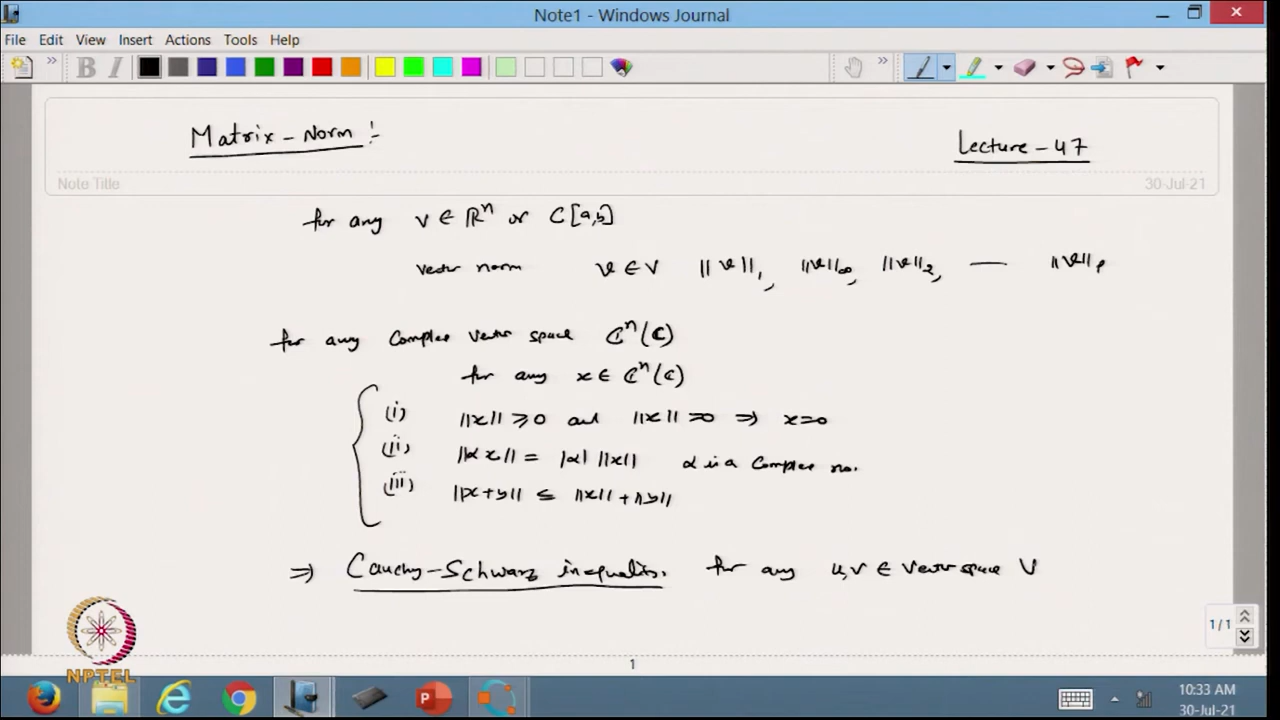 Note1 - Windows Journal
File Edit View Insert Actions Tools Help
Matrix - Norm :-
Lecture - 47
Note Title
30-Jul-21
for any v ∈ ℝⁿ or C[a,b]
vector norm v ∈ V ||v||₁, ||v||∞, ||v||₂, — ||v||ₚ
for any Complex vector space ℂⁿ(C)
for any x ∈ ℂⁿ(C)
(i) ||x|| ≥ 0 and ||x|| = 0 ⇒ x=0
(ii) ||αx|| = |α| ||x|| α is a Complex no.
(iii) ||x+y|| ≤ ||x|| + ||y||
⇒ Cauchy-Schwarz inequality. for any u,v ∈ Vector space V
1 / 1
NPTEL
1
10:33 AM
30-Jul-21